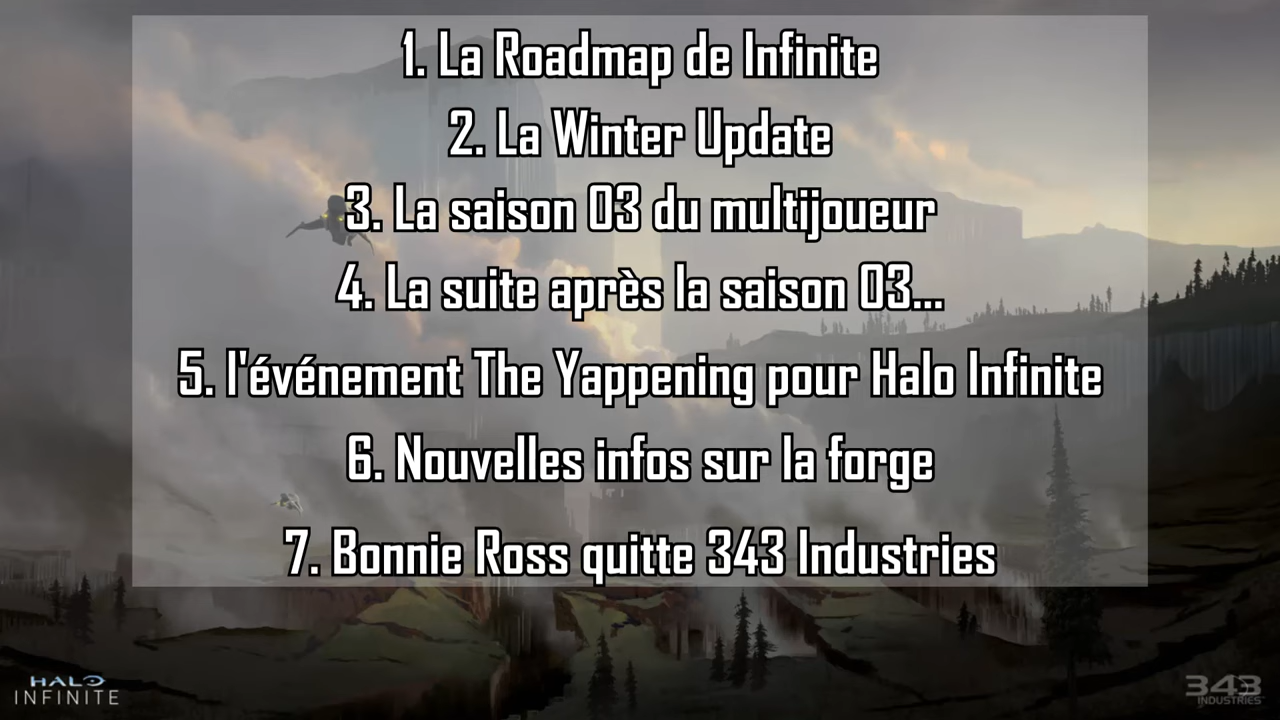 1. La Roadmap de Infinite
2. La Winter Update
3. La saison 03 du multijoueur
4. La suite après la saison 03...
5. l'événement The Yappening pour Halo Infinite
6. Nouvelles infos sur la forge
7. Bonnie Ross quitte 343 Industries
HALO
INFINITE
343
INDUSTRIES